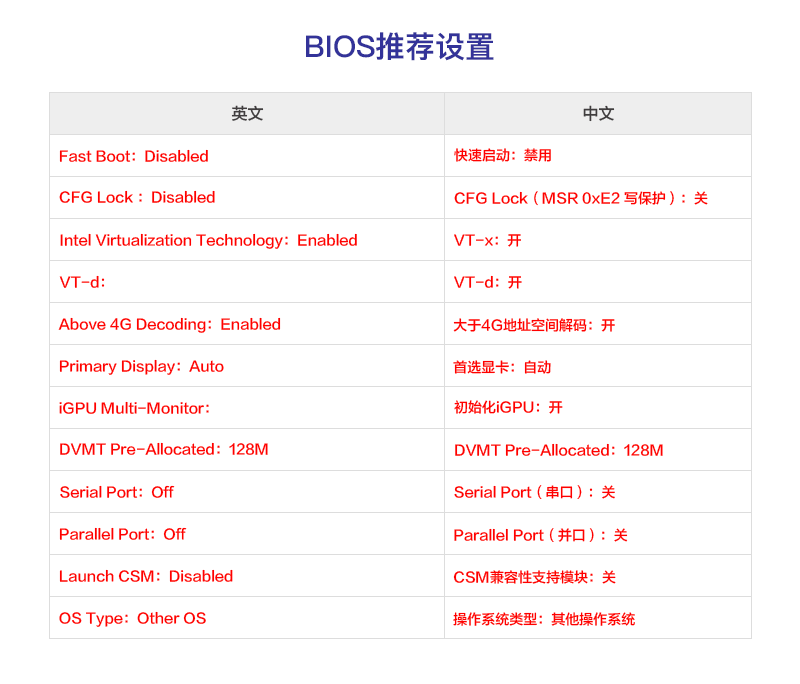 BIOS推荐设置
英文 中文
Fast Boot：Disabled 快速启动：禁用
CFG Lock：Disabled CFG Lock（MSR 0xE2 写保护）：关
Intel Virtualization Technology：Enabled VT-x：开
VT-d： VT-d：开
Above 4G Decoding：Enabled 大于4G地址空间解码：开
Primary Display：Auto 首选显卡：自动
iGPU Multi-Monitor： 初始化iGPU：开
DVMT Pre-Allocated：128M DVMT Pre-Allocated：128M
Serial Port：Off Serial Port（串口）：关
Parallel Port：Off Parallel Port（并口）：关
Launch CSM：Disabled CSM兼容性支持模块：关
OS Type：Other OS 操作系统类型：其他操作系统